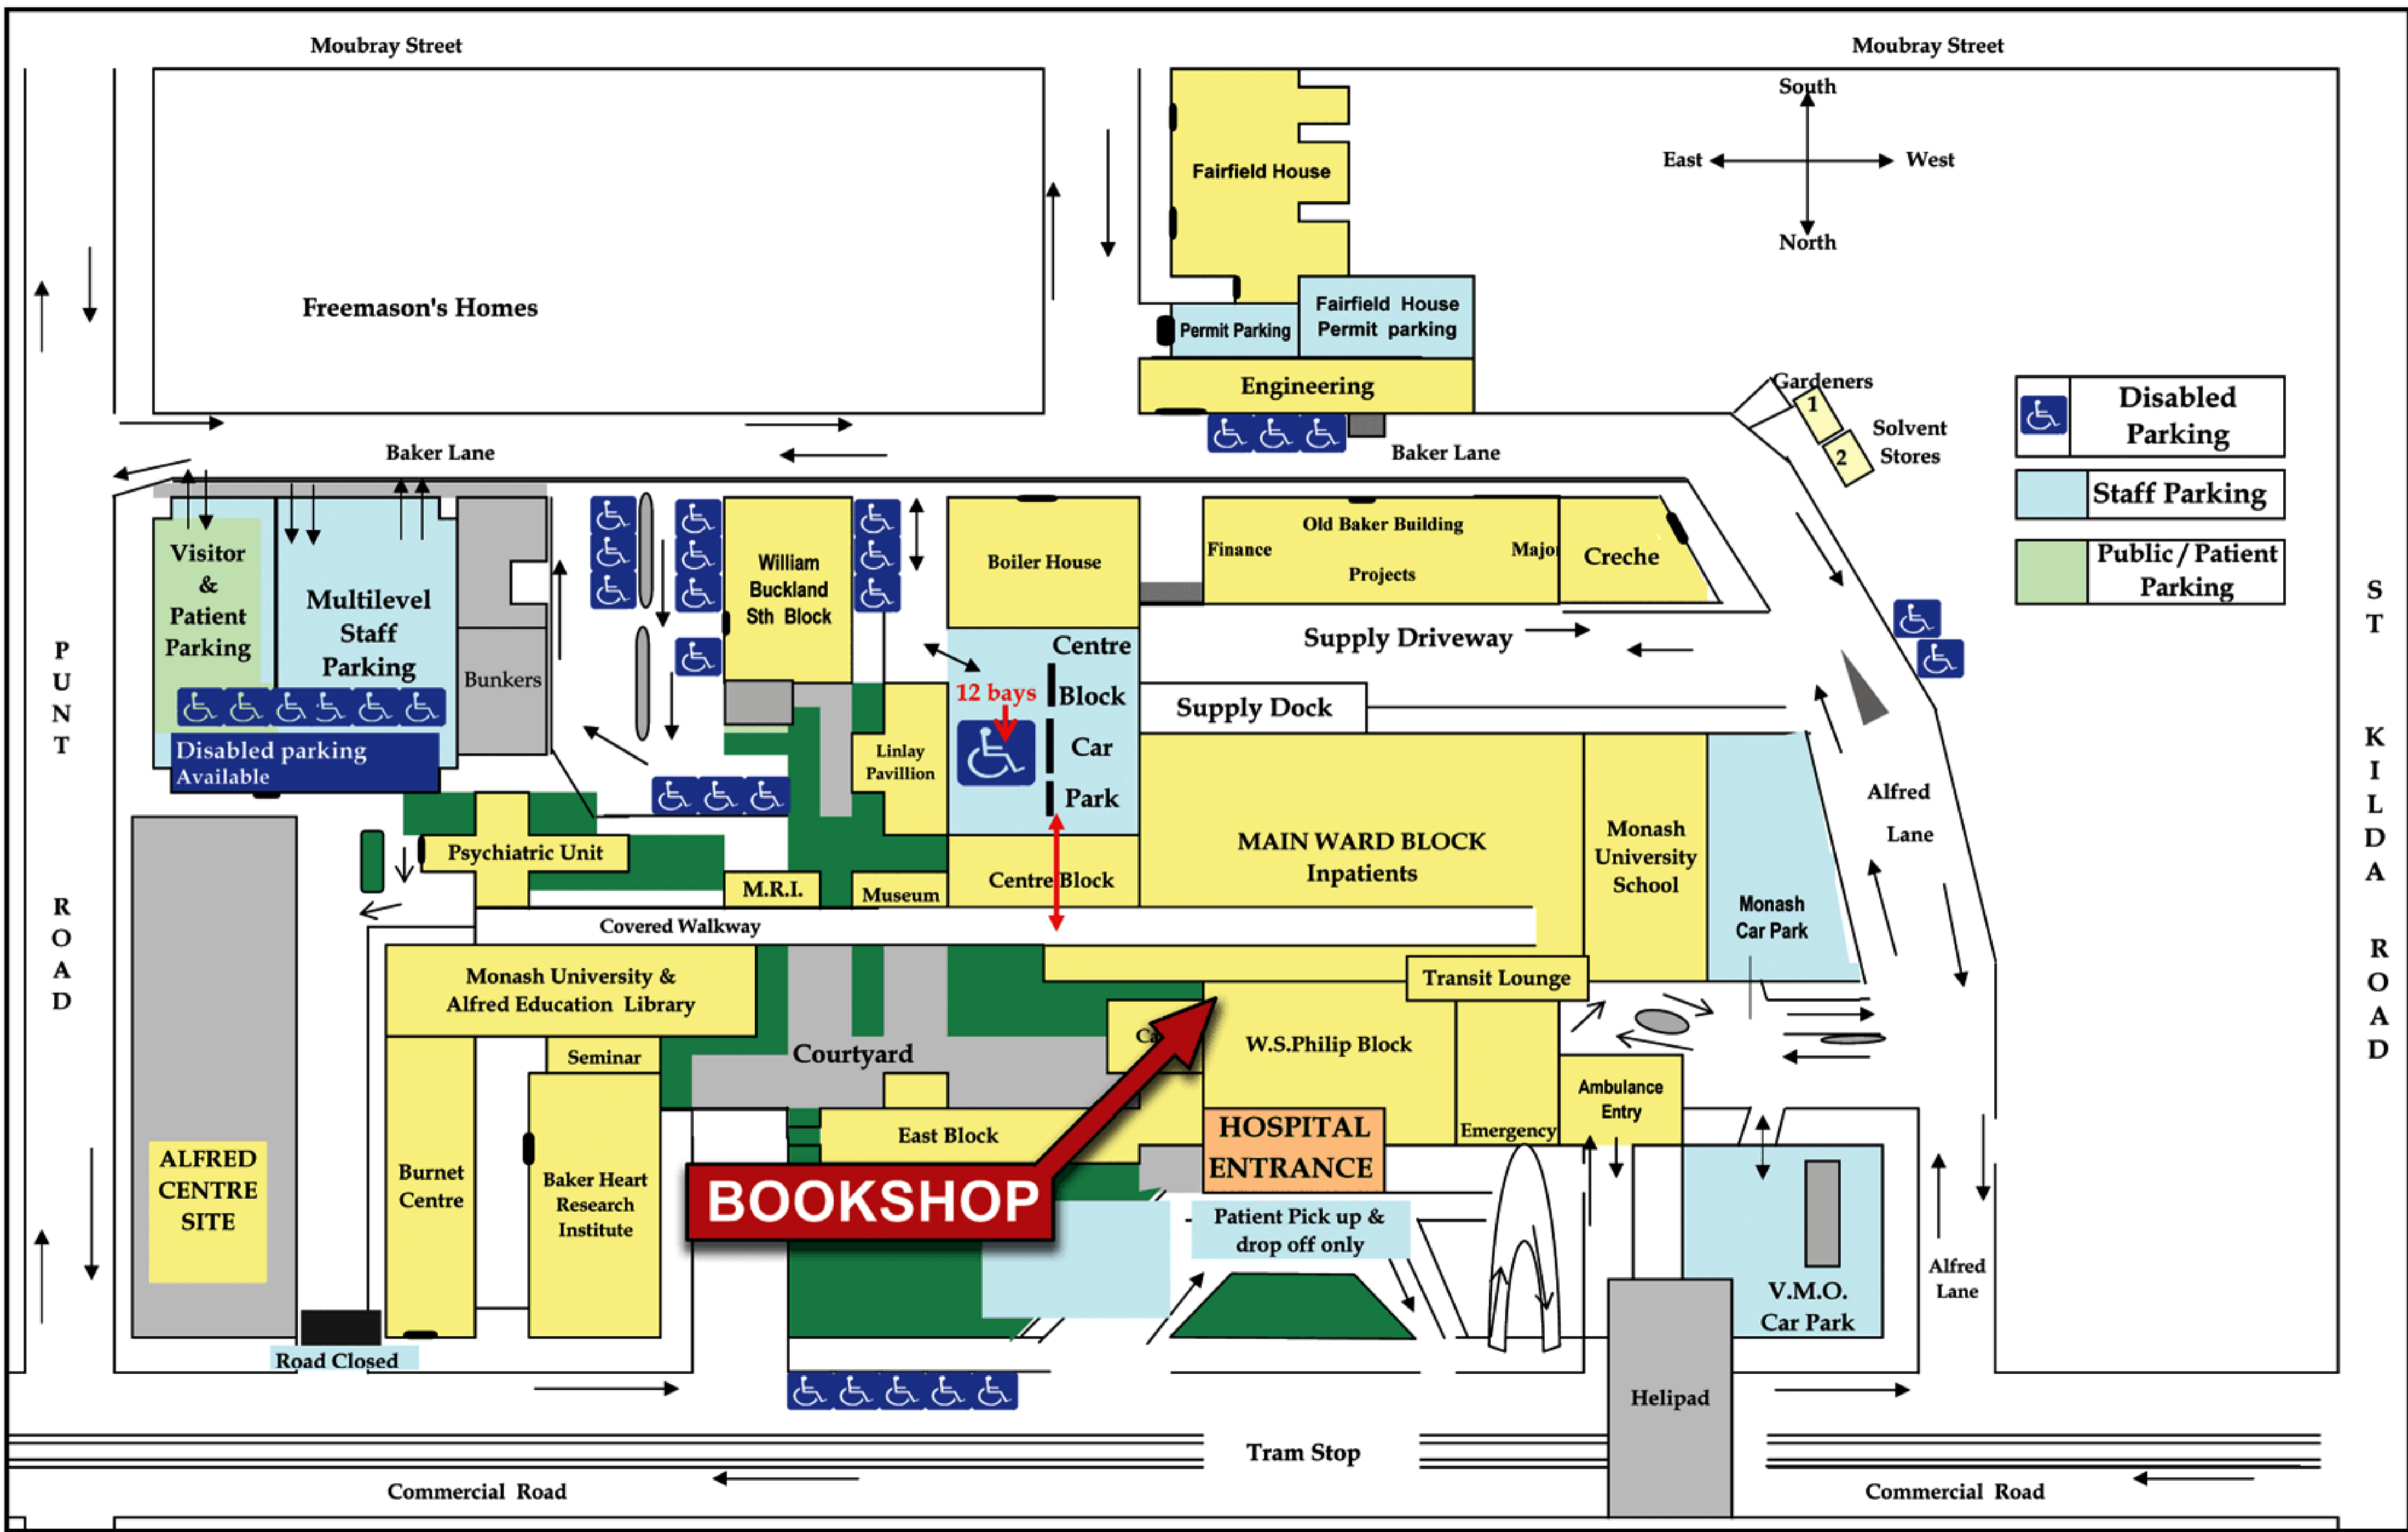 Moubray Street
Moubray Street
South
East
West
North
Fairfield House
Freemason's Homes
Permit Parking
Fairfield House
Permit parking
Engineering
Gardeners
1
2
Solvent
Stores
Disabled
Parking
Staff Parking
Public / Patient
Parking
Baker Lane
Baker Lane
Visitor
&
Patient
Parking
Multilevel
Staff
Parking
Bunkers
Disabled parking
Available
William
Buckland
Sth Block
Boiler House
Old Baker Building
Finance
Major
Projects
Creche
Supply Driveway
Supply Dock
Centre
Block
Car
Park
12 bays
Linlay
Pavillion
PUNT
ROAD
ST
KILDA
ROAD
Alfred
Lane
MAIN WARD BLOCK
Inpatients
Monash
University
School
Monash
Car Park
Psychiatric Unit
M.R.I.
Museum
Centre Block
Covered Walkway
Monash University &
Alfred Education Library
Transit Lounge
Seminar
Courtyard
Ca
W.S.Philip Block
Ambulance
Entry
Emergency
East Block
HOSPITAL
ENTRANCE
ALFRED
CENTRE
SITE
Burnet
Centre
Baker Heart
Research
Institute
BOOKSHOP
Patient Pick up &
drop off only
V.M.O.
Car Park
Alfred
Lane
Road Closed
Helipad
Tram Stop
Commercial Road
Commercial Road